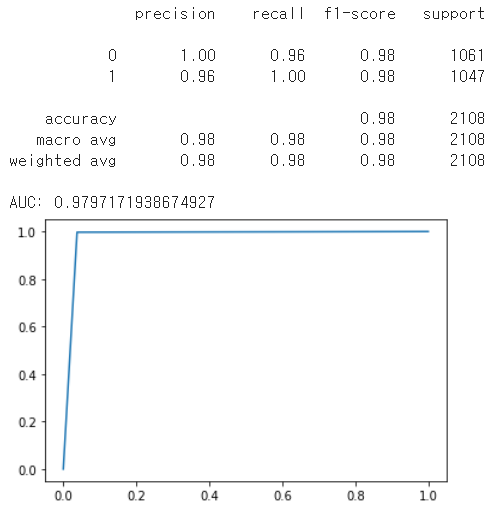 precision recall f1-score support
0 1.00 0.96 0.98 1061
1 0.96 1.00 0.98 1047
accuracy 0.98 2108
macro avg 0.98 0.98 0.98 2108
weighted avg 0.98 0.98 0.98 2108
AUC: 0.9797171938674927
1.0
0.8
0.6
0.4
0.2
0.0
0.0 0.2 0.4 0.6 0.8 1.0